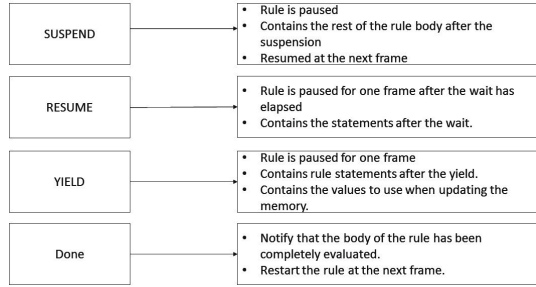 SUSPEND
• Rule is paused
• Contains the rest of the rule body after the
suspension
• Resumed at the next frame
RESUME
• Rule is paused for one frame after the wait has
elapsed
• Contains the statements after the wait.
YIELD
• Rule is paused for one frame
• Contains rule statements after the yield.
• Contains the values to use when updating the
memory.
Done
• Notify that the body of the rule has been
completely evaluated.
• Restart the rule at the next frame.